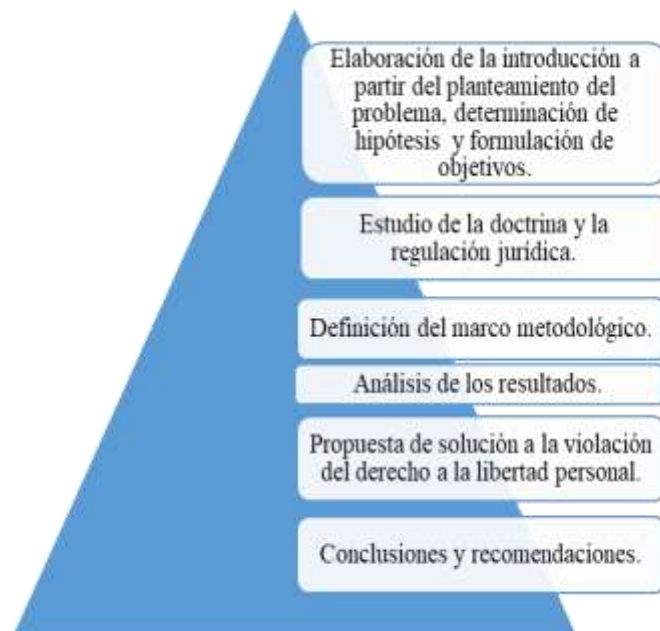 Elaboración de la introducción a
partir del planteamiento del
problema, determinación de
hipótesis y formulación de
objetivos.
Estudio de la doctrina y la
regulación jurídica.
Definición del marco metodológico.
Análisis de los resultados.
Propuesta de solución a la violación
del derecho a la libertad personal.
Conclusiones y recomendaciones.